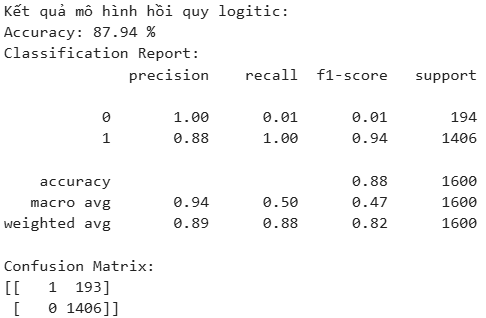 Kết quả mô hình hồi quy logitic:
Accuracy: 87.94 %
Classification Report:
precision recall f1-score support
0 1.00 0.01 0.01 194
1 0.88 1.00 0.94 1406
accuracy 0.88 1600
macro avg 0.94 0.50 0.47 1600
weighted avg 0.89 0.88 0.82 1600
Confusion Matrix:
[[ 1 193]
[ 0 1406]]